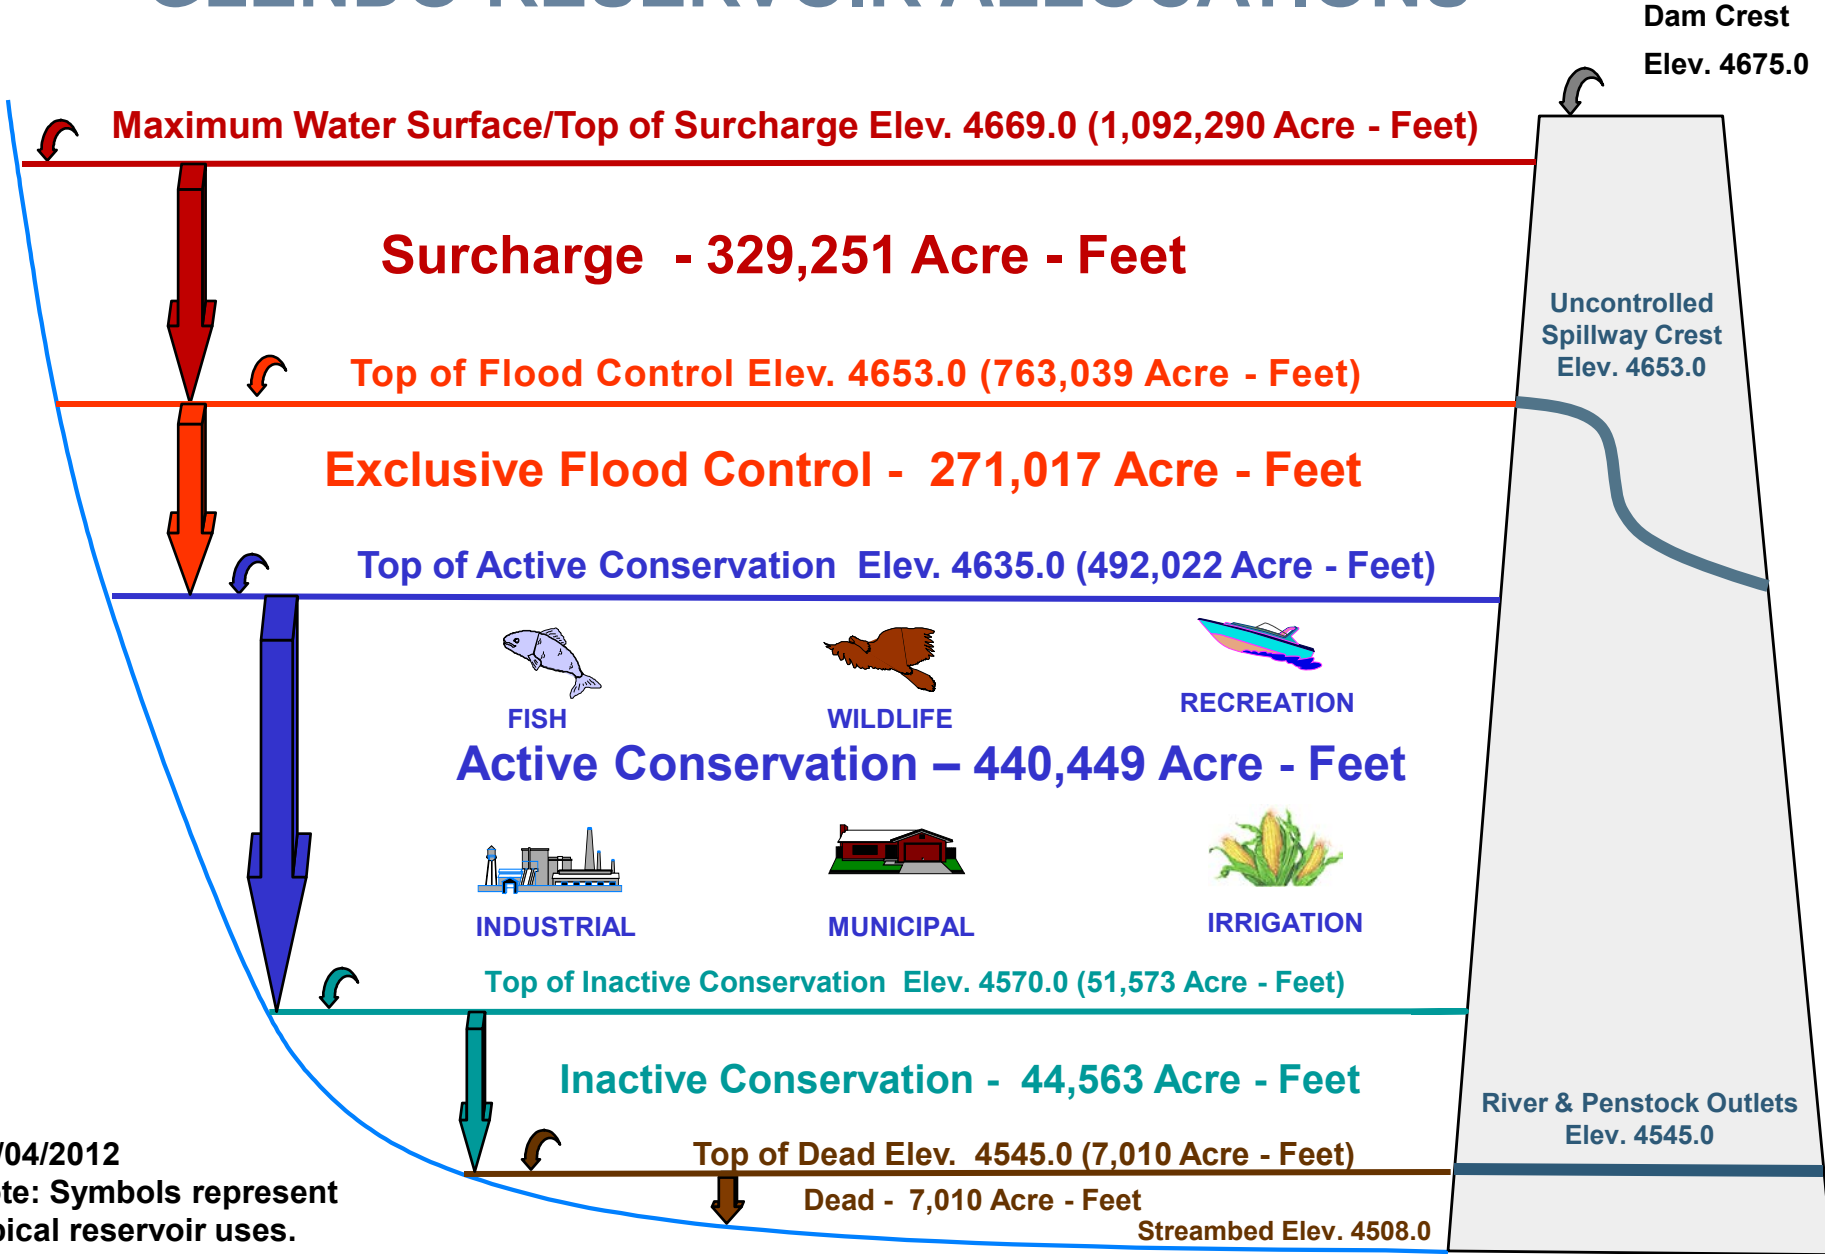 RESERVOIR ALLOCATIONS
Dam Crest
Elev. 4675.0
Maximum Water Surface/Top of Surcharge Elev. 4669.0 (1,092,290 Acre - Feet)
Surcharge - 329,251 Acre - Feet
Uncontrolled
Spillway Crest
Elev. 4653.0
Top of Flood Control Elev. 4653.0 (763,039 Acre - Feet)
Exclusive Flood Control - 271,017 Acre - Feet
Top of Active Conservation Elev. 4635.0 (492,022 Acre - Feet)
FISH
WILDLIFE
RECREATION
Active Conservation – 440,449 Acre - Feet
INDUSTRIAL
MUNICIPAL
IRRIGATION
Top of Inactive Conservation Elev. 4570.0 (51,573 Acre - Feet)
Inactive Conservation - 44,563 Acre - Feet
River & Penstock Outlets
Elev. 4545.0
Top of Dead Elev. 4545.0 (7,010 Acre - Feet)
Dead - 7,010 Acre - Feet
Streambed Elev. 4508.0
/04/2012
te: Symbols represent
pical reservoir uses.